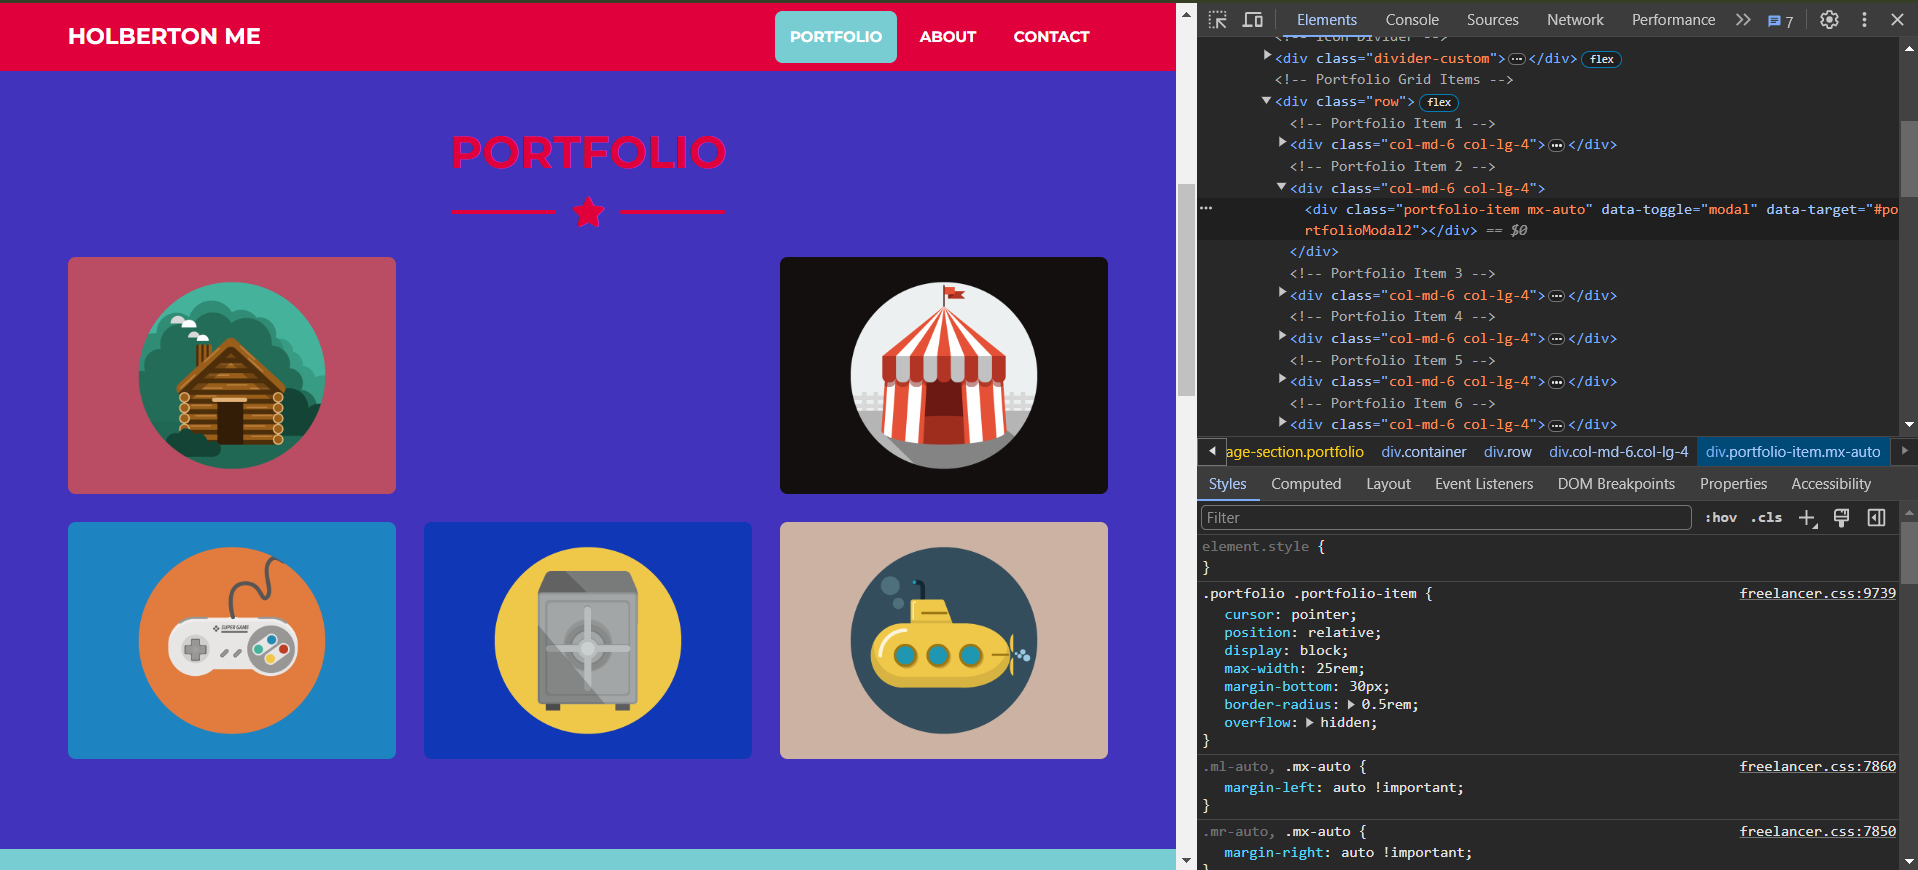 HOLBERTON ME
PORTFOLIO
ABOUT
CONTACT
PORTFOLIO
SUPER GAME
Elements
Console
Sources
Network
Performance
7
<div class="divider-custom"> </div> flex
<!-- Portfolio Grid Items -->
<div class="row"> flex
<!-- Portfolio Item 1 -->
<div class="col-md-6 col-lg-4"> </div>
<!-- Portfolio Item 2 -->
<div class="col-md-6 col-lg-4">
<div class="portfolio-item mx-auto" data-toggle="modal" data-target="#po
rtfolioModal2"></div> == $0
</div>
<!-- Portfolio Item 3 -->
<div class="col-md-6 col-lg-4"> </div>
<!-- Portfolio Item 4 -->
<div class="col-md-6 col-lg-4"> </div>
<!-- Portfolio Item 5 -->
<div class="col-md-6 col-lg-4"> </div>
<!-- Portfolio Item 6 -->
<div class="col-md-6 col-lg-4"> </div>
age-section.portfolio div.container div.row div.col-md-6.col-lg-4 div.portfolio-item.mx-auto
Styles
Computed
Layout
Event Listeners
DOM Breakpoints
Properties
Accessibility
Filter
:hov
.cls
element.style {
}
.portfolio .portfolio-item {
freelancer.css:9739
cursor: pointer;
position: relative;
display: block;
max-width: 25rem;
margin-bottom: 30px;
border-radius: 0.5rem;
overflow: hidden;
}
.ml-auto, .mx-auto {
freelancer.css:7860
margin-left: auto !important;
}
.mr-auto, .mx-auto {
freelancer.css:7850
margin-right: auto !important;